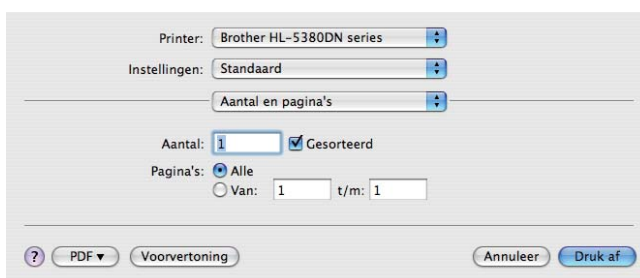 Printer: Brother HL-5380DN series
Instellingen: Standaard
Aantal en pagina's
Aantal: 1 Gesorteerd
Pagina's: Alle
Van: 1 t/m: 1
? PDF▼ Voorvertoning Annuleer Druk af